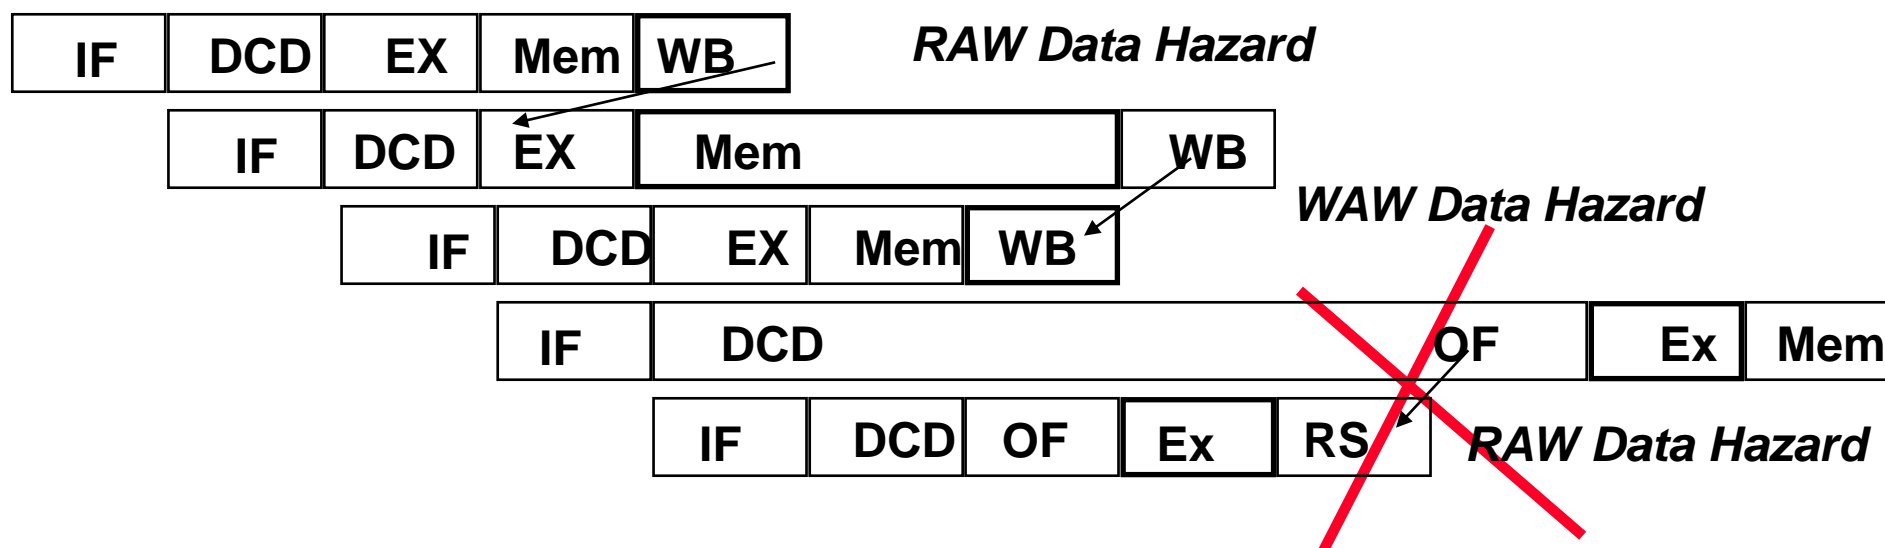 IF DCD EX Mem WB RAW Data Hazard
IF DCD EX Mem WB
WAW Data Hazard
IF DCD EX Mem WB
IF DCD OF Ex Mem
IF DCD OF Ex RS RAW Data Hazard